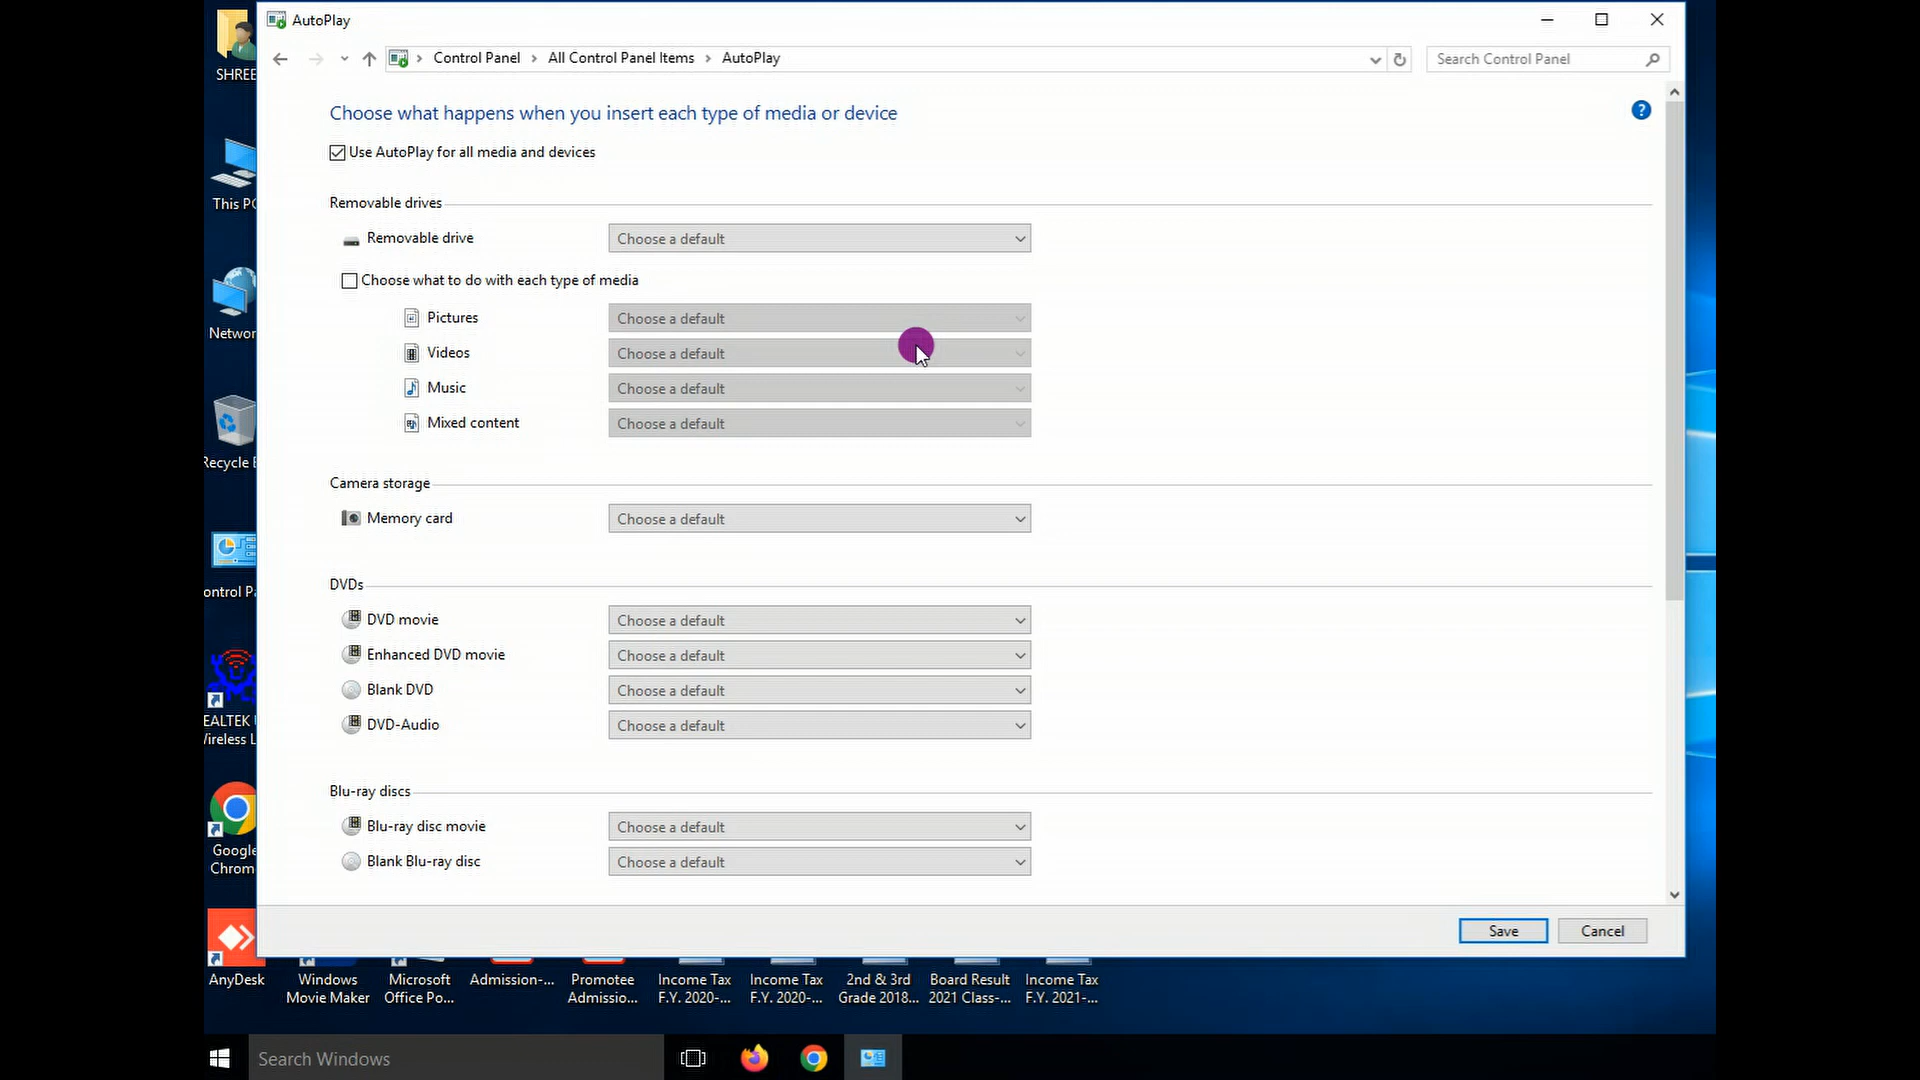 AutoPlay
Control Panel > All Control Panel Items > AutoPlay
Search Control Panel
Choose what happens when you insert each type of media or device
Use AutoPlay for all media and devices
Removable drives
Removable drive Choose a default
Choose what to do with each type of media
Pictures Choose a default
Videos Choose a default
Music Choose a default
Mixed content Choose a default
Camera storage
Memory card Choose a default
DVDs
DVD movie Choose a default
Enhanced DVD movie Choose a default
Blank DVD Choose a default
DVD-Audio Choose a default
Blu-ray discs
Blu-ray disc movie Choose a default
Blank Blu-ray disc Choose a default
Save Cancel
SHREE
This PC
Networ
Recycle B
ontrol Pa
EALTEK U
Vireless L
Google
Chrom
AnyDesk
Windows
Movie Maker
Microsoft
Office Po...
Admission-...
Promotee
Admissio...
Income Tax
F.Y. 2020-...
Income Tax
F.Y. 2020-...
2nd & 3rd
Grade 2018...
Board Result
2021 Class-...
Income Tax
F.Y. 2021-...
Search Windows